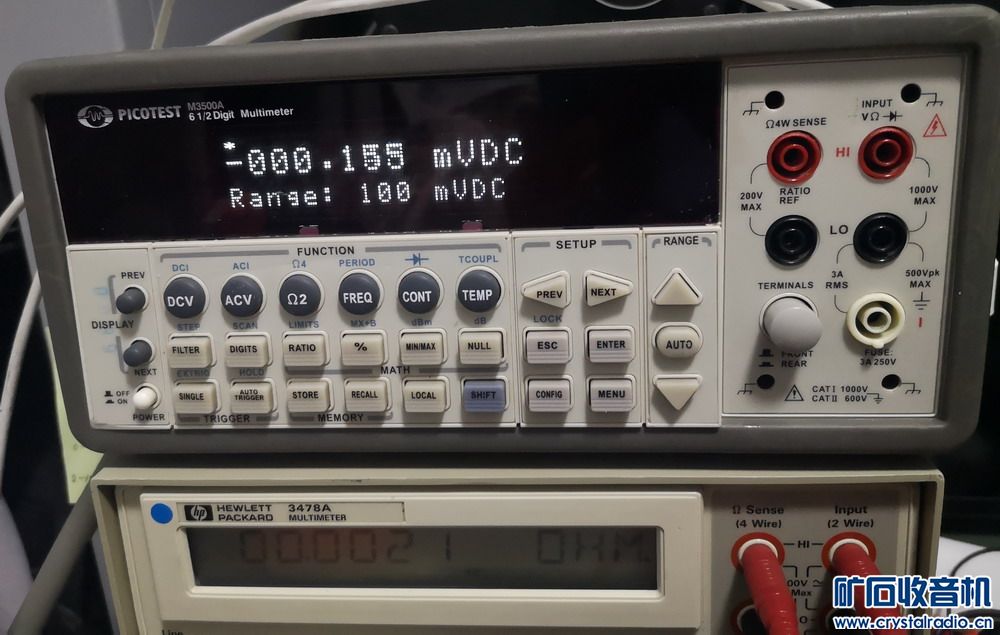 PICOTEST M3500A
6 1/2 Digit Multimeter
*
mVDC
Range: 100 mVDC
Ω4W SENSE
INPUT
VΩ
HI
RATIO
REF
200V
MAX
1000V
MAX
LO
3A
RMS
500Vpk
MAX
TERMINALS
I
FRONT
REAR
FUSE:
3A 250V
CAT I 1000V
CAT II 600V
FUNCTION
SETUP
RANGE
PREV
DISPLAY
NEXT
OFF
ON
POWER
DCI ACI Ω4 PERIOD TCOUPL
DCV ACV Ω2 FREQ CONT TEMP
PREV NEXT
STEP SCAN LIMITS MX+B dBm dB
LOCK
FILTER DIGITS RATIO % MIN/MAX NULL
ESC ENTER
AUTO
EXTRIG HOLD
MATH
SINGLE AUTO TRIGGER STORE RECALL LOCAL SHIFT
CONFIG MENU
TRIGGER MEMORY
hp HEWLETT PACKARD 3478A MULTIMETER
00.0021 OHM
Ω Sense
(4 Wire)
Input
(2 Wire)
HI
Max
Line
矿石收音机
www.crystalradio.cn